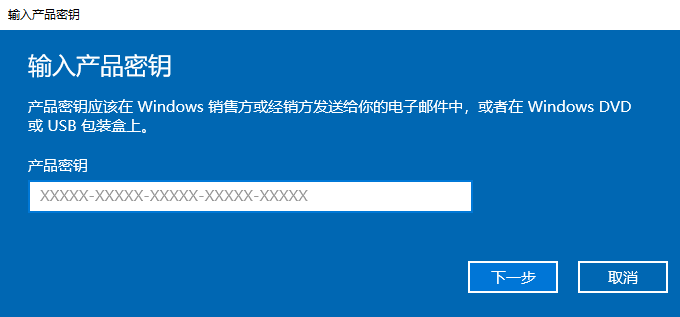 输入产品密钥
输入产品密钥
产品密钥应该在 Windows 销售方或经销方发送给你的电子邮件中，或者在 Windows DVD
或 USB 包装盒上。
产品密钥
XXXXX-XXXXX-XXXXX-XXXXX-XXXXX
下一步
取消